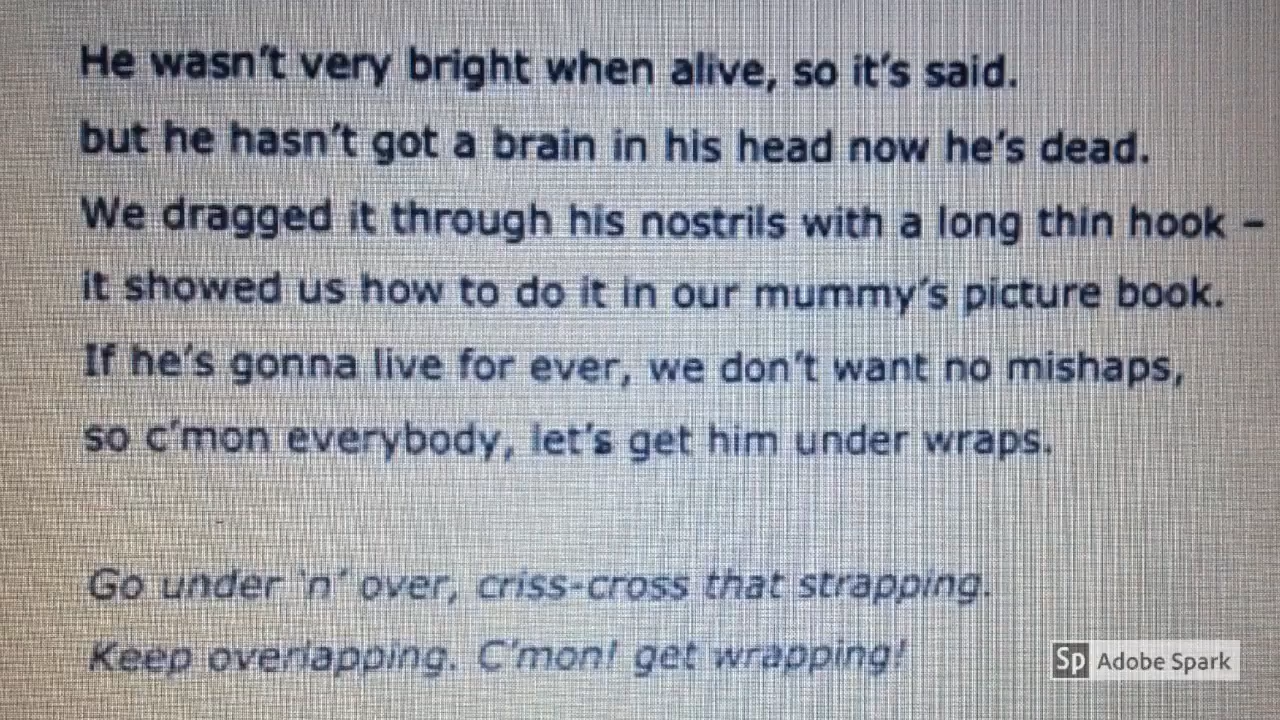 He wasn't very bright when alive, so it's said.
but he hasn't got a brain in his head now he's dead.
We dragged it through his nostrils with a long thin hook –
it showed us how to do it in our mummy's picture book.
If he's gonna live for ever, we don't want no mishaps,
so c'mon everybody, let's get him under wraps.
Go under 'n' over, criss-cross that strapping.
Keep overlapping. C'mon! get wrapping!
Sp Adobe Spark